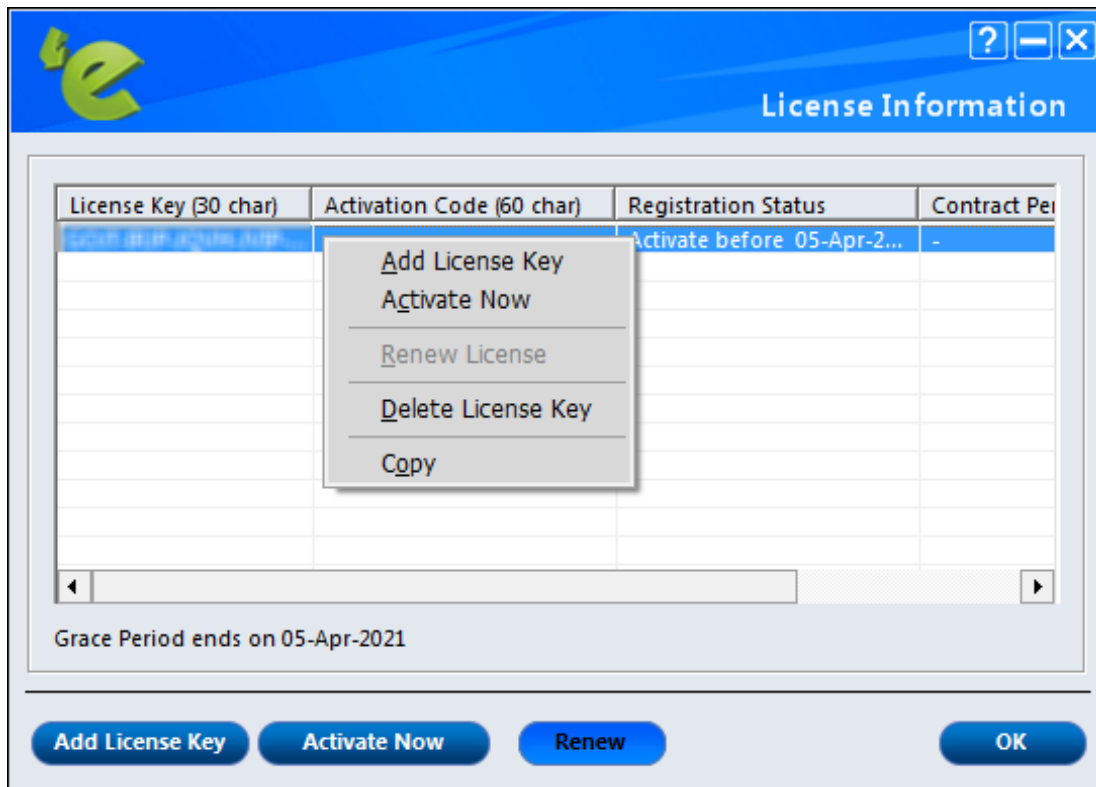 ?
License Information
License Key (30 char) Activation Code (60 char) Registration Status Contract Per
Activate before 05-Apr-2... -
Add License Key
Activate Now
Renew License
Delete License Key
Copy
Grace Period ends on 05-Apr-2021
Add License Key Activate Now Renew OK